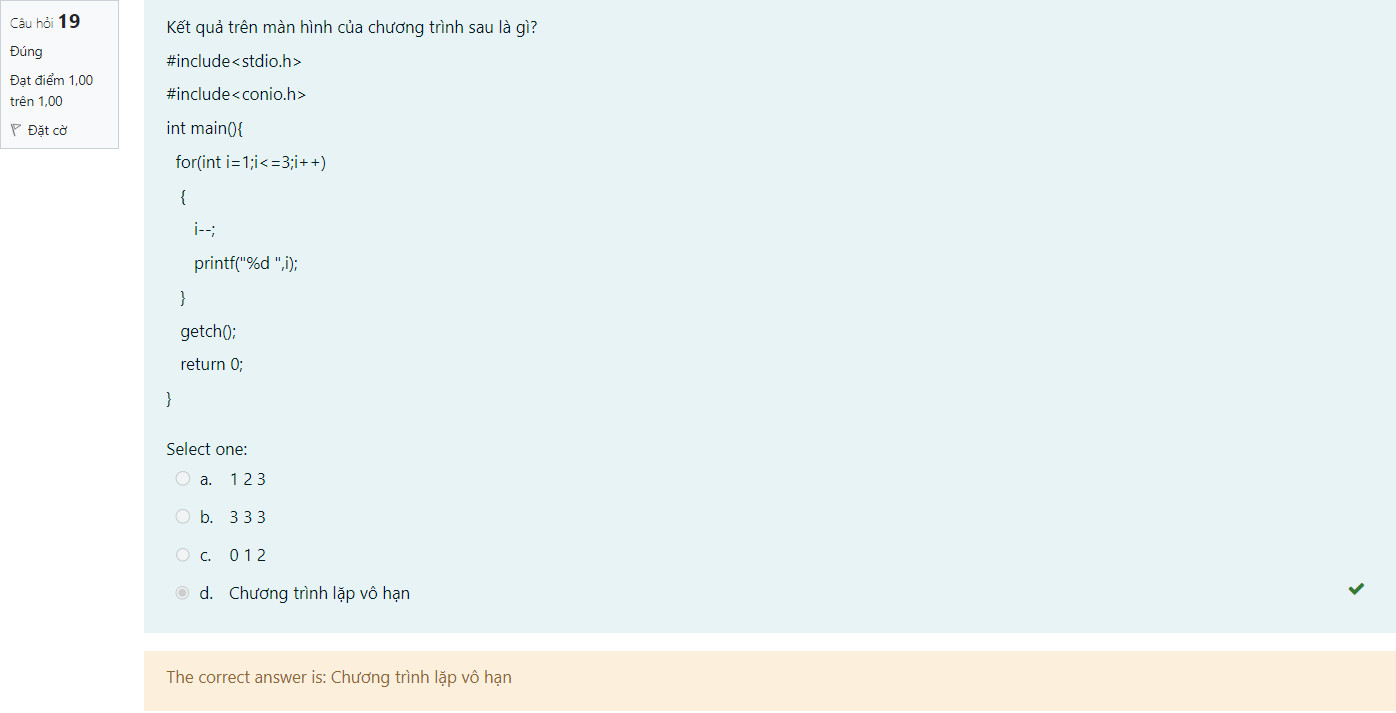 Câu hỏi 19
Đúng
Đạt điểm 1,00
trên 1,00
Đặt cờ
Kết quả trên màn hình của chương trình sau là gì?
#include<stdio.h>
#include<conio.h>
int main(){
for(int i=1;i<=3;i++)
{
i--;
printf("%d ",i);
}
getch();
return 0;
}
Select one:
a. 1 2 3
b. 3 3 3
c. 0 1 2
d. Chương trình lặp vô hạn
The correct answer is: Chương trình lặp vô hạn